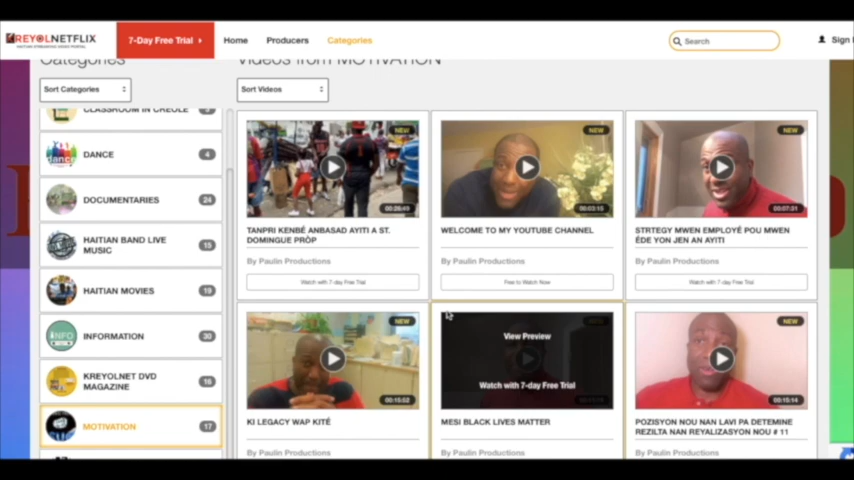 KREYOLNETFLIX
HAITIAN STREAMING VIDEO PORTAL
7-Day Free Trial
Home
Producers
Categories
Search
Sign
Categories
Videos from MOTIVATION
Sort Categories
Sort Videos
CLASSROOM IN CREOLE
DANCE
4
DOCUMENTARIES
24
HAITIAN BAND LIVE
MUSIC
15
HAITIAN MOVIES
19
INFORMATION
30
KREYOLNET DVD
MAGAZINE
16
MOTIVATION
17
NEW
00:26:49
TANPRI KENBÉ ANBASAD AYITI A ST.
DOMINGUE PRÒP
By Paulin Productions
Watch with 7-day Free Trial
NEW
00:03:15
WELCOME TO MY YOUTUBE CHANNEL
By Paulin Productions
Free to Watch Now
NEW
00:07:51
STRTEGY MWEN EMPLOYÉ POU MWEN
ÉDE YON JEN AN AYITI
By Paulin Productions
Watch with 7-day Free Trial
NEW
00:15:52
KI LEGACY WAP KITÉ
By Paulin Productions
View Preview
Watch with 7-day Free Trial
MESI BLACK LIVES MATTER
By Paulin Productions
NEW
00:15:14
POZISYON NOU NAN LAVI PA DETEMINE
REZILTA NAN REYALIZASYON NOU # 11
By Paulin Productions